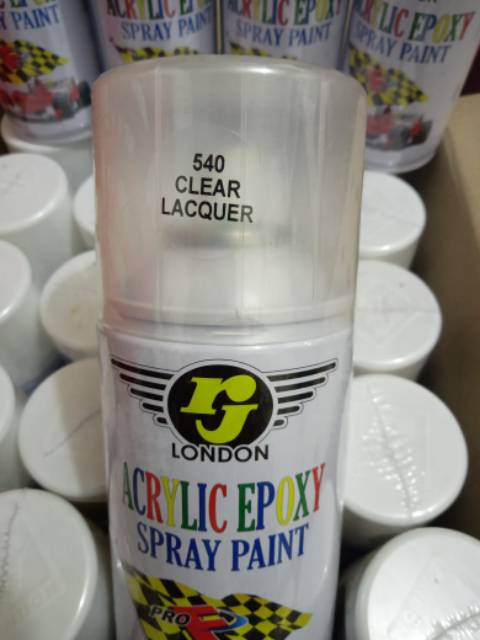 ACRYLIC EPOXY
SPRAY PAINT
ACRYLIC EPOXY
SPRAY PAINT
540
CLEAR
LACQUER
rj
LONDON
ACRYLIC EPOXY
SPRAY PAINT
PRO